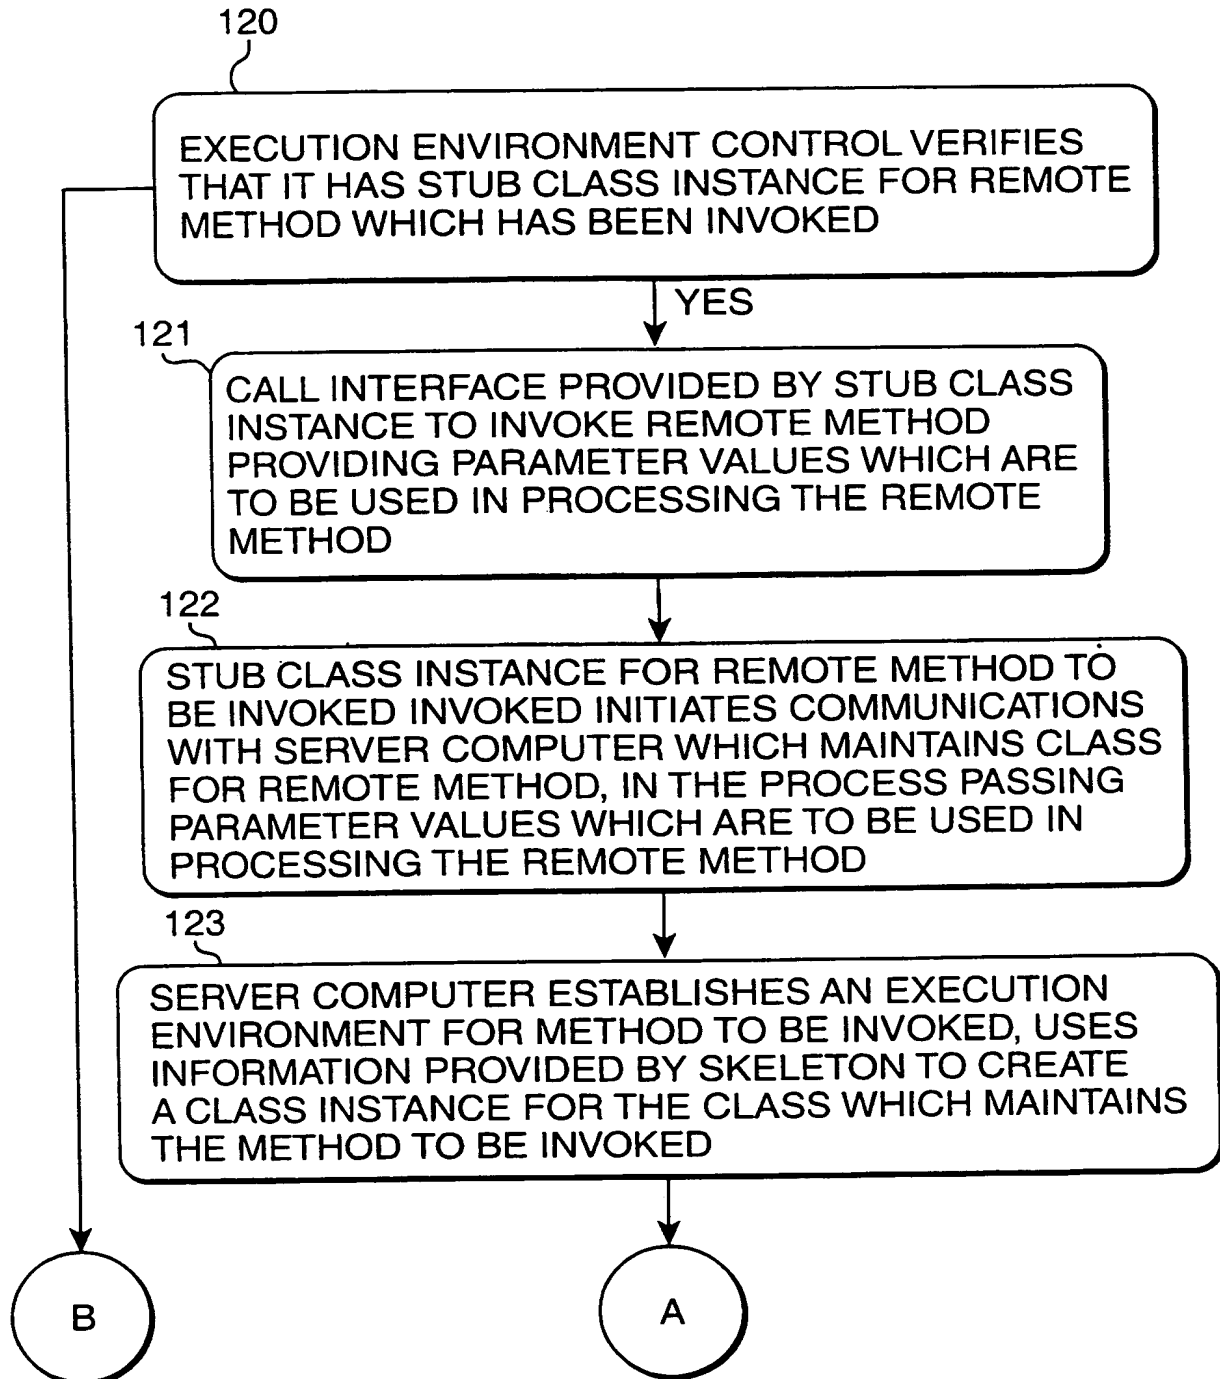 120
EXECUTION ENVIRONMENT CONTROL VERIFIES
THAT IT HAS STUB CLASS INSTANCE FOR REMOTE
METHOD WHICH HAS BEEN INVOKED
YES
121
CALL INTERFACE PROVIDED BY STUB CLASS
INSTANCE TO INVOKE REMOTE METHOD
PROVIDING PARAMETER VALUES WHICH ARE
TO BE USED IN PROCESSING THE REMOTE
METHOD
122
STUB CLASS INSTANCE FOR REMOTE METHOD TO
BE INVOKED INVOKED INITIATES COMMUNICATIONS
WITH SERVER COMPUTER WHICH MAINTAINS CLASS
FOR REMOTE METHOD, IN THE PROCESS PASSING
PARAMETER VALUES WHICH ARE TO BE USED IN
PROCESSING THE REMOTE METHOD
123
SERVER COMPUTER ESTABLISHES AN EXECUTION
ENVIRONMENT FOR METHOD TO BE INVOKED, USES
INFORMATION PROVIDED BY SKELETON TO CREATE
A CLASS INSTANCE FOR THE CLASS WHICH MAINTAINS
THE METHOD TO BE INVOKED
B
A